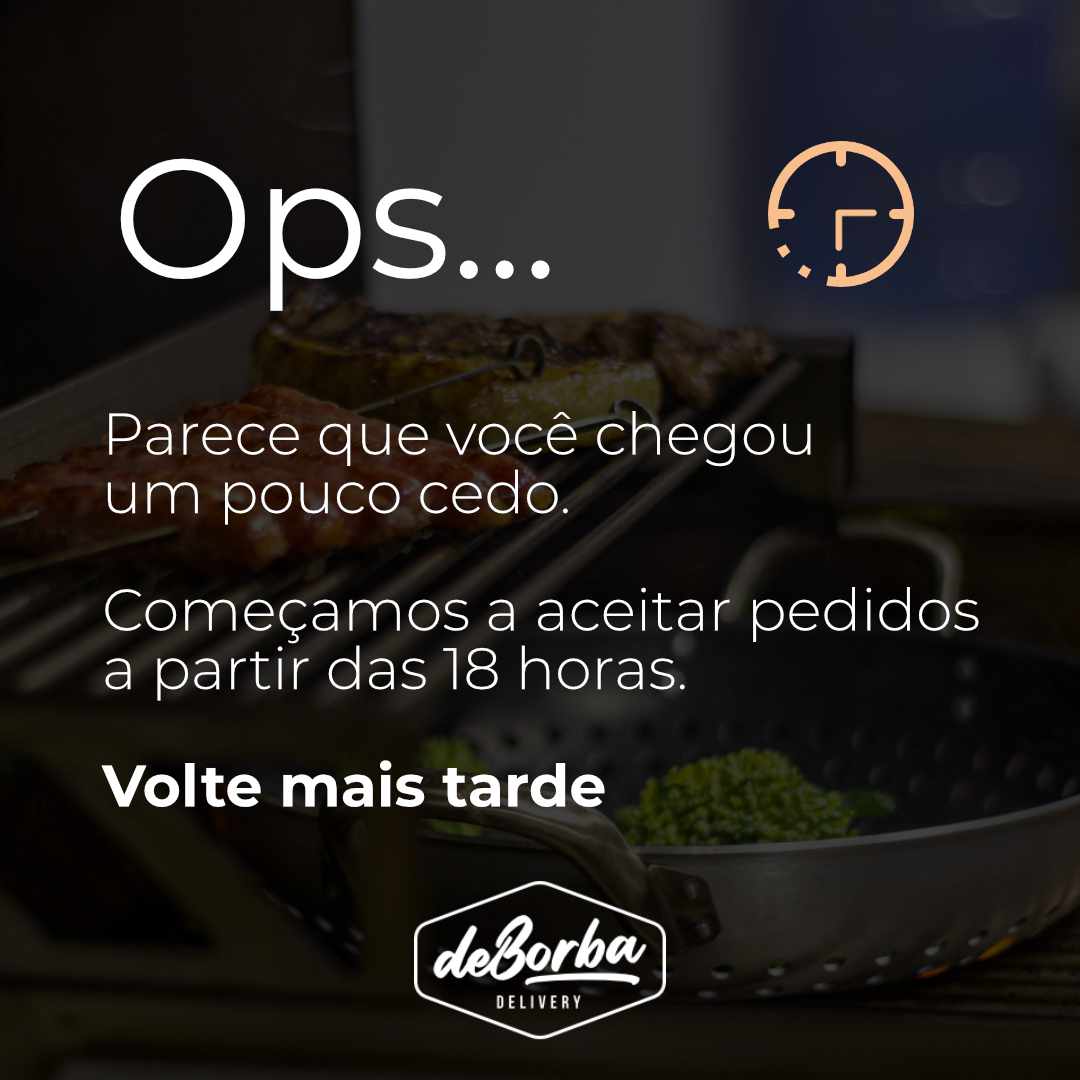 Ops...
Parece que você chegou
um pouco cedo.
Começamos a aceitar pedidos
a partir das 18 horas.
Volte mais tarde
deBorba
DELIVERY